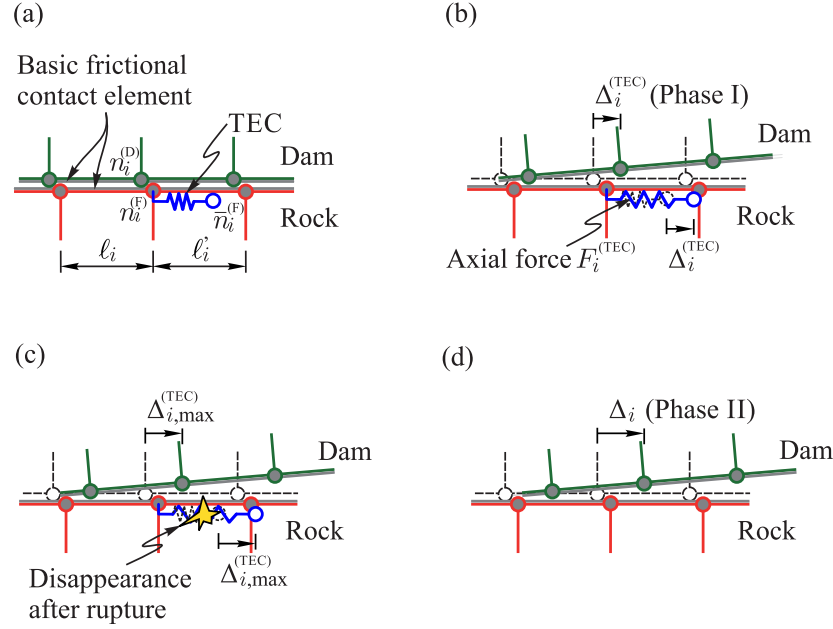 (a)
Basic frictional
contact element
TEC
n_i^(D)
Dam
n_i^(F)
n̅_i^(F)
Rock
ℓ_i
ℓ_i'
(b)
Δ_i^(TEC) (Phase I)
Dam
Rock
Axial force F_i^(TEC)
Δ_i^(TEC)
(c)
Δ_i,max^(TEC)
Dam
Rock
Δ_i,max^(TEC)
Disappearance
after rupture
(d)
Δ_i (Phase II)
Dam
Rock